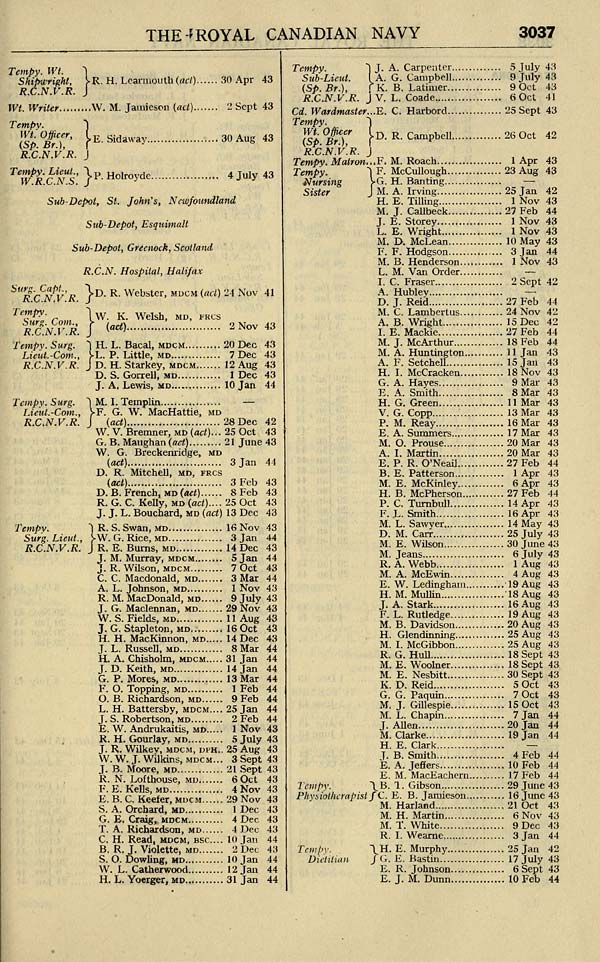 THE ROYAL CANADIAN NAVY 3037
Tempy. Wt.
Shipwright, R. H. Learmouth (act)...... 30 Apr 43
R.C.N.V.R.
Wt. Writer.........W. M. Jamieson (act)....... 2 Sept 43
Tempy.
Wt. Officer, E. Sidaway.................... 30 Aug 43
(Sp. Br.),
R.C.N.V.R.
Tempy. Lieut., P. Holroyde.................. 4 July 43
W.R.C.N.S.
Sub-Depot, St. John's, Newfoundland
Sub-Depot, Esquimalt
Sub-Depot, Greenock, Scotland
R.C.N. Hospital, Halifax
Surg. Capt., D. R. Webster, MDCM (act) 24 Nov 41
R.C.N.V.R.
Tempy. W. K. Welsh, MD, FRCS
Surg. Com., (act)........................ 2 Nov 43
R.C.N.V.R.
Tempy. Surg. H. L. Bacal, MDCM.......... 20 Dec 43
Lieut.-Com., L. P. Little, MD.............. 7 Dec 43
R.C.N.V.R. D. H. Starkey, MDCM....... 12 Aug 43
D. S. Gorrell, MD............ 1 Dec 43
J. A. Lewis, MD.............. 10 Jan 44
Tempy. Surg. M. I. Templin................ —
Lieut.-Com., F. G. W. MacHattie, MD
R.C.N.V.R. (act)........................ 28 Dec 42
W. V. Bremner, MD (act)... 25 Oct 43
G. B. Maughan (act)......... 21 June 43
W. G. Breckenridge, MD
(act)........................ 3 Jan 44
D. R. Mitchell, MD, FRCS
(act)........................ 3 Feb 43
D. B. French, MD (act)...... 8 Feb 43
R. G. C. Kelly, MD (act).... 25 Oct 43
J. J. L. Bouchard, MD (act) 13 Dec 43
Tempy. R. S. Swan, MD.............. 16 Nov 43
Surg. Lieut., W. G. Rice, MD.............. 3 Jan 44
R.C.N.V.R. R. E. Burns, MD............ 14 Dec 43
J. M. Murray, MDCM........ 5 Jan 44
J. R. Wilson, MDCM......... 7 Oct 43
C. C. Macdonald, MD....... 3 Mar 44
A. L. Johnson, MD.......... 1 Nov 43
R. M. MacDonald, MD...... 9 July 43
J. G. Maclennan, MD....... 29 Nov 43
W. S. Fields, MD............ 11 Aug 43
J. G. Stapleton, MD......... 16 Oct 43
H. H. MacKinnon, MD..... 14 Dec 43
J. L. Russell, MD............ 8 Mar 44
H. A. Chisholm, MDCM.... 31 Jan 44
J. D. Keith, MD............. 14 Jan 44
G. P. Mores, MD............. 13 Mar 44
F. O. Topping, MD.......... 1 Feb 44
O. B. Richardson, MD....... 9 Feb 44
L. H. Battersby, MDCM.... 25 Jan 44
J. S. Robertson, MD......... 2 Feb 44
E. W. Andrukaitis, MD..... 1 Nov 43
R. H. Gourlay, MD.......... 5 July 43
J. R. Wilkey, MDCM, DPH.. 25 Aug 43
W. W. J. Wilkins, MDCM... 3 Sept 43
J. B. Moore, MD............. 21 Sept 43
R. N. Lofthouse, MD....... 6 Oct 43
F. E. Kells, MD.............. 4 Nov 43
E. B. C. Keefer, MDCM..... 29 Nov 43
S. A. Orchard, MD.......... 1 Dec 43
G. E. Craig, MDCM......... 4 Dec 43
T. A. Richardson, MD...... 4 Dec 43
C. H. Read, MDCM, BSC.... 10 Jan 44
B. R. J. Violette, MD....... 2 Dec 43
S. O. Dowling, MD.......... 10 Jan 44
W. L. Catherwood.......... 12 Jan 44
H. L. Yoerger, MD.......... 31 Jan 44
Tempy. J. A. Carpenter.............. 5 July 43
Sub-Lieut. A. G. Campbell............... 9 July 43
(Sp. Br.), K. B. Latimer................ 9 Oct 43
R.C.N.V.R. V. L. Coade.................. 6 Oct 41
Cd. Wardmaster...E. C. Harbord............... 25 Sept 43
Tempy.
Wt. Officer D. R. Campbell.............. 26 Oct 42
(Sp. Br.),
R.C.N.V.R.
Tempy. Matron...F. M. Roach................. 1 Apr 43
Tempy. F. McCullough............... 23 Aug 43
Nursing G. H. Banting............... —
Sister M. A. Irving................. 25 Jan 42
H. E. Tilling................ 1 Nov 43
M. J. Callbeck.............. 27 Feb 44
J. E. Storey................. 1 Nov 43
L. E. Wright................ 1 Nov 43
M. D. McLean.............. 10 May 43
F. F. Hodgson.............. 3 Jan 44
M. B. Henderson........... 1 Nov 43
L. M. Van Order............ —
I. C. Fraser................. 2 Sept 42
A. Hubley...................
D. J. Reid................... 27 Feb 44
M. C. Lambertus........... 24 Nov 42
A. B. Wright................ 15 Dec 42
I. E. Mackie................ 27 Feb 44
M. J. McArthur............ 18 Feb 44
M. A. Huntington.......... 11 Jan 43
A. F. Setchell............... 15 Jan 43
H. I. McCracken........... 18 Nov 43
G. A. Hayes................. 9 Mar 43
E. A. Smith................. 8 Mar 43
H. G. Green................. 11 Mar 43
V. G. Copp.................. 13 Mar 43
P. M. Reay.................. 16 Mar 43
E. A. Summers.............. 17 Mar 43
M. O. Prouse................ 20 Mar 43
A. I. Martin................. 20 Mar 43
E. P. R. O'Neail............ 27 Feb 44
B. E. Patterson............. 1 Apr 43
M. E. McKinley............. 6 Apr 43
H. B. McPherson............ 27 Feb 44
P. C. Turnbull.............. 14 Apr 43
F. L. Smith................. 16 Apr 43
M. L. Sawyer............... 14 May 43
D. M. Carr.................. 25 July 43
M. E. Wilson................ 30 June 43
M. Jeans.................... 6 July 43
R. A. Webb................. 1 Aug 43
M. A. McEwin.............. 4 Aug 43
E. W. Ledingham........... 19 Aug 43
H. M. Mullin................ 18 Aug 43
J. A. Stark.................. 16 Aug 43
F. L. Rutledge.............. 19 Aug 43
M. B. Davidson............. 20 Aug 43
H. Glendinning............. 25 Aug 43
M. I. McGibbon............. 25 Aug 43
R. G. Hull................... 18 Sept 43
M. E. Woolner.............. 18 Sept 43
M. E. Nesbitt............... 30 Sept 43
K. D. Reid.................. 5 Oct 43
G. G. Paquin................ 7 Oct 43
M. J. Gillespie.............. 15 Oct 43
M. L. Chapin................ 7 Jan 44
J. Allen..................... 20 Jan 44
M. Clarke................... 19 Jan 44
H. E. Clark................. —
J. B. Smith................. 4 Feb 44
E. A. Jeffers................ 10 Feb 44
E. M. MacEachern.......... 17 Feb 44
Tempy. B. T. Gibson................ 29 June 43
Physiotherapist C. E. B. Jamieson........... 16 June 43
M. Harland.................. 21 Oct 43
M. H. Martin................ 6 Nov 43
M. T. White................. 9 Dec 43
R. I. Wearne................ 3 Jan 44
Tempy. H. E. Murphy............... 25 Jan 42
Dietitian G. E. Bastin................ 17 July 43
E. R. Johnson............... 6 Sept 43
E. J. M. Dunn............... 10 Feb 44